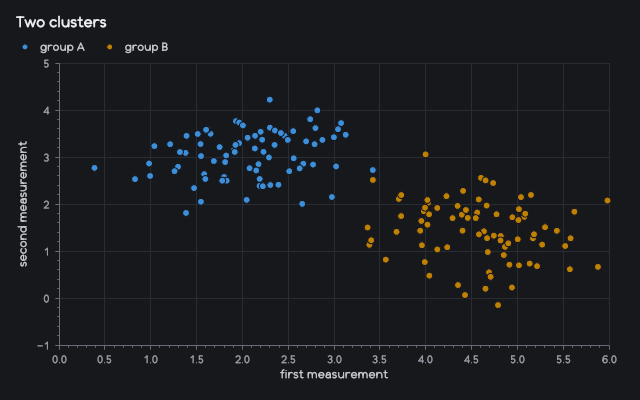 Two clusters
group A group B
5
4
3
2
1
0
−1
second measurement
0.0 0.5 1.0 1.5 2.0 2.5 3.0 3.5 4.0 4.5 5.0 5.5 6.0
first measurement